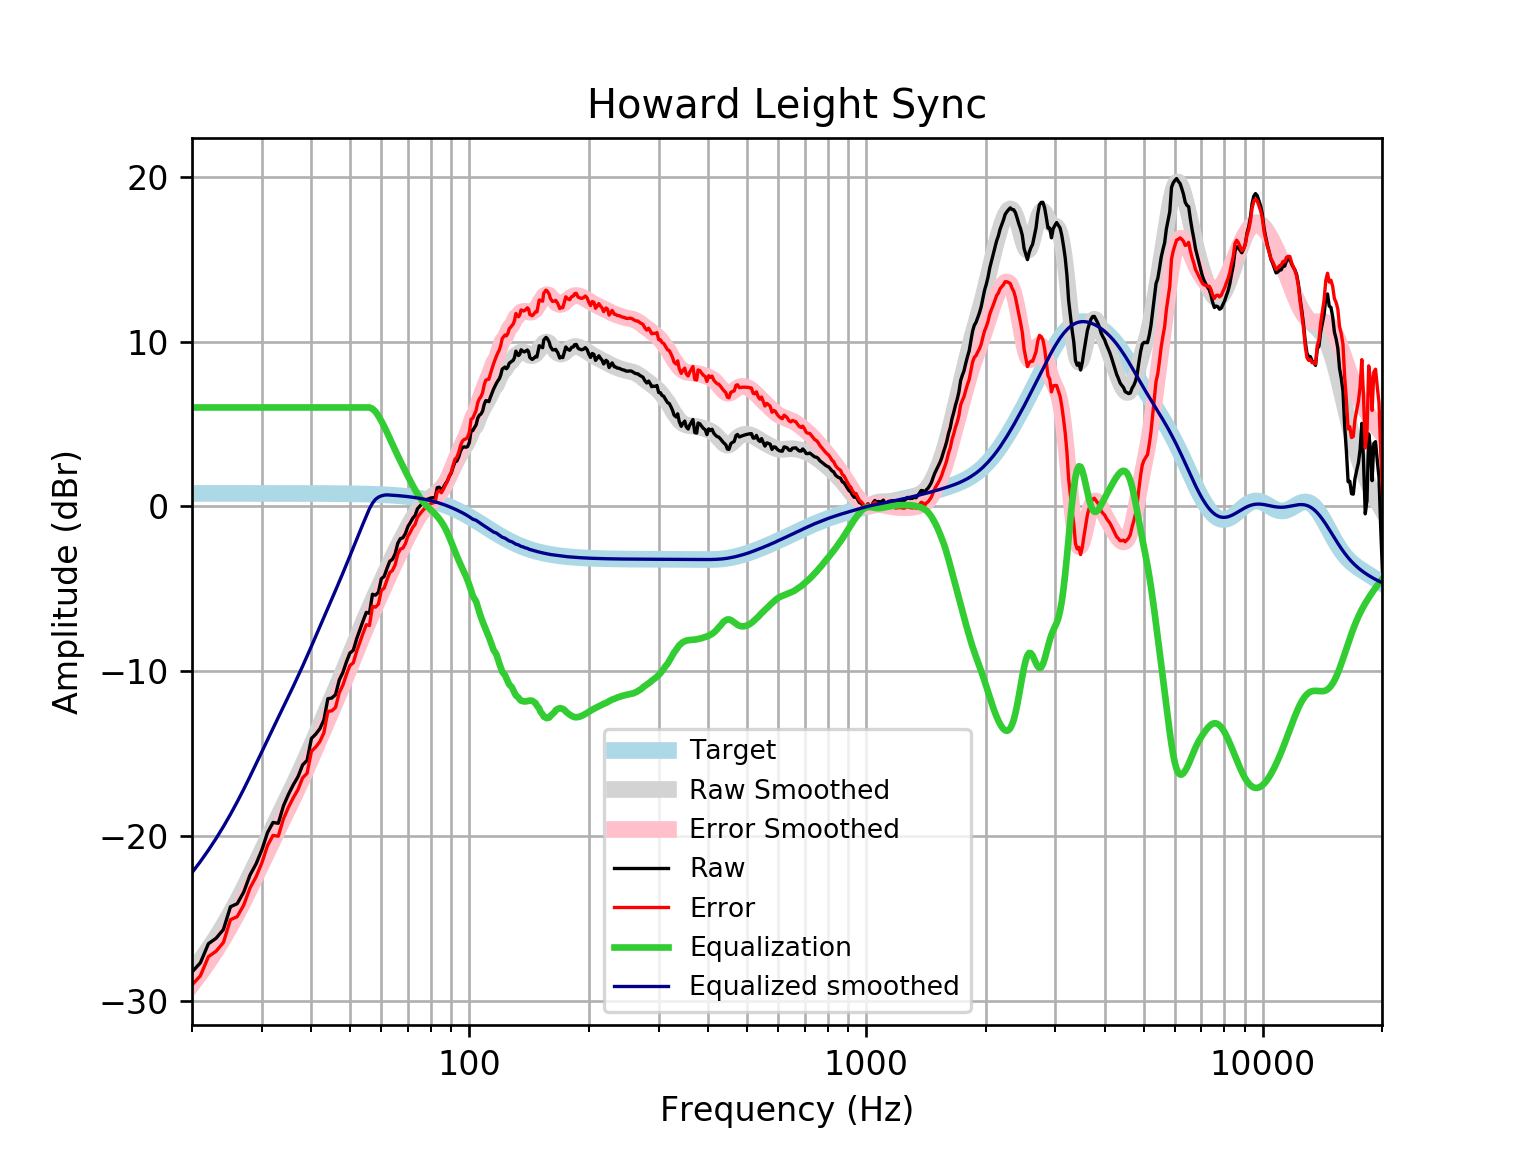 Howard Leight Sync
20
10
0
−10
−20
−30
Amplitude (dBr)
Target
Raw Smoothed
Error Smoothed
Raw
Error
Equalization
Equalized smoothed
100 1000 10000
Frequency (Hz)